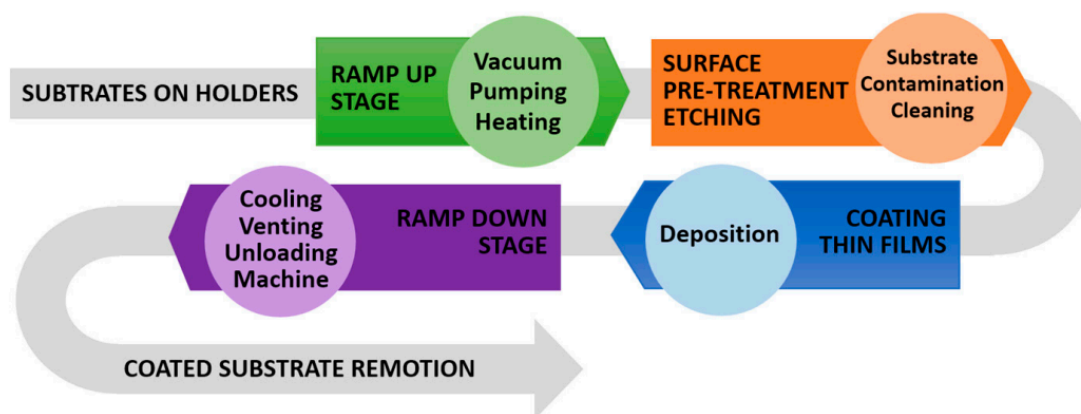 SUBTRATES ON HOLDERS
RAMP UP
STAGE
Vacuum
Pumping
Heating
SURFACE
PRE-TREATMENT
ETCHING
Substrate
Contamination
Cleaning
COATING
THIN FILMS
Deposition
RAMP DOWN
STAGE
Cooling
Venting
Unloading
Machine
COATED SUBSTRATE REMOTION